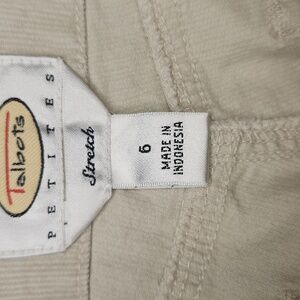 Talbots
PETITES
Stretch
6
MADE IN
INDONESIA